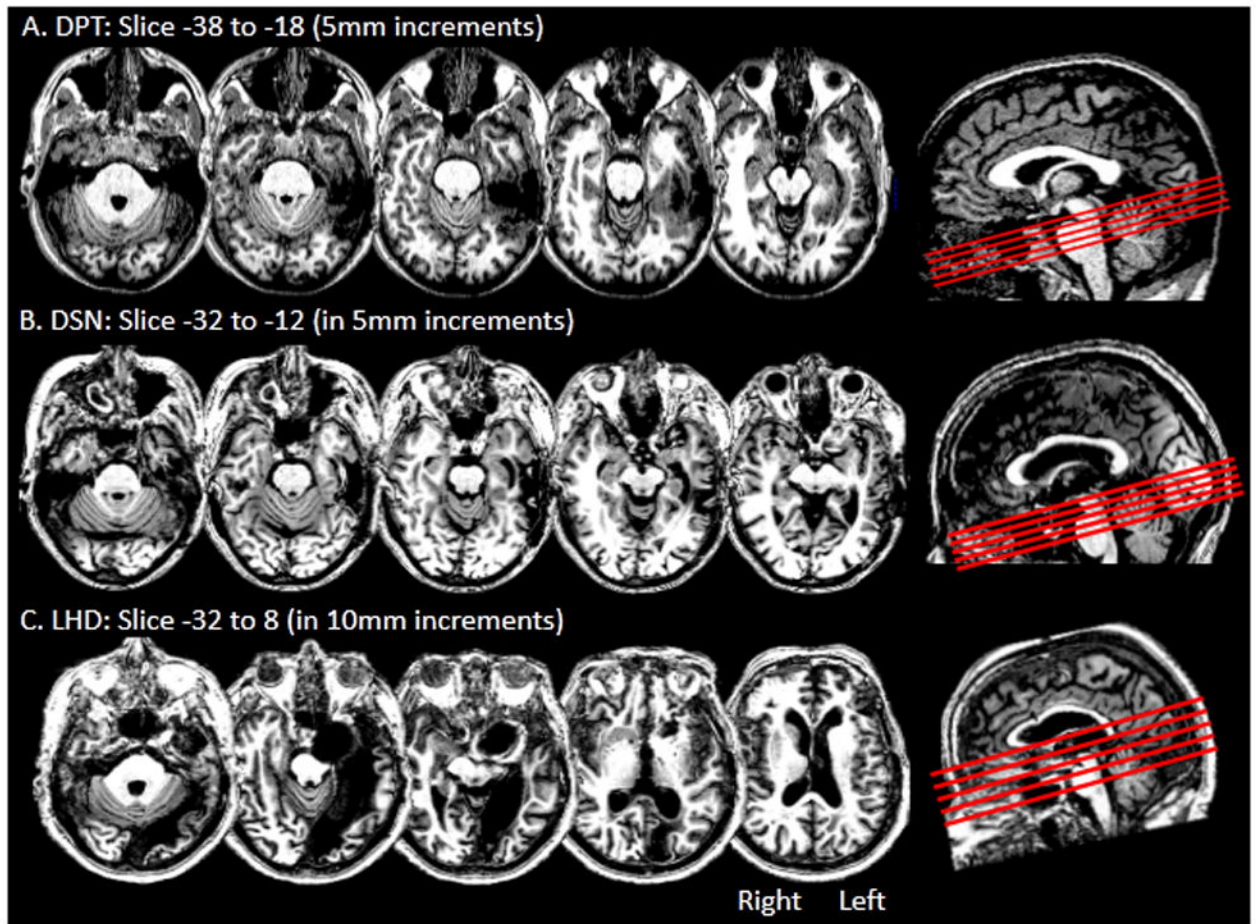 A. DPT: Slice -38 to -18 (5mm increments)
B. DSN: Slice -32 to -12 (in 5mm increments)
C. LHD: Slice -32 to 8 (in 10mm increments)
Right Left